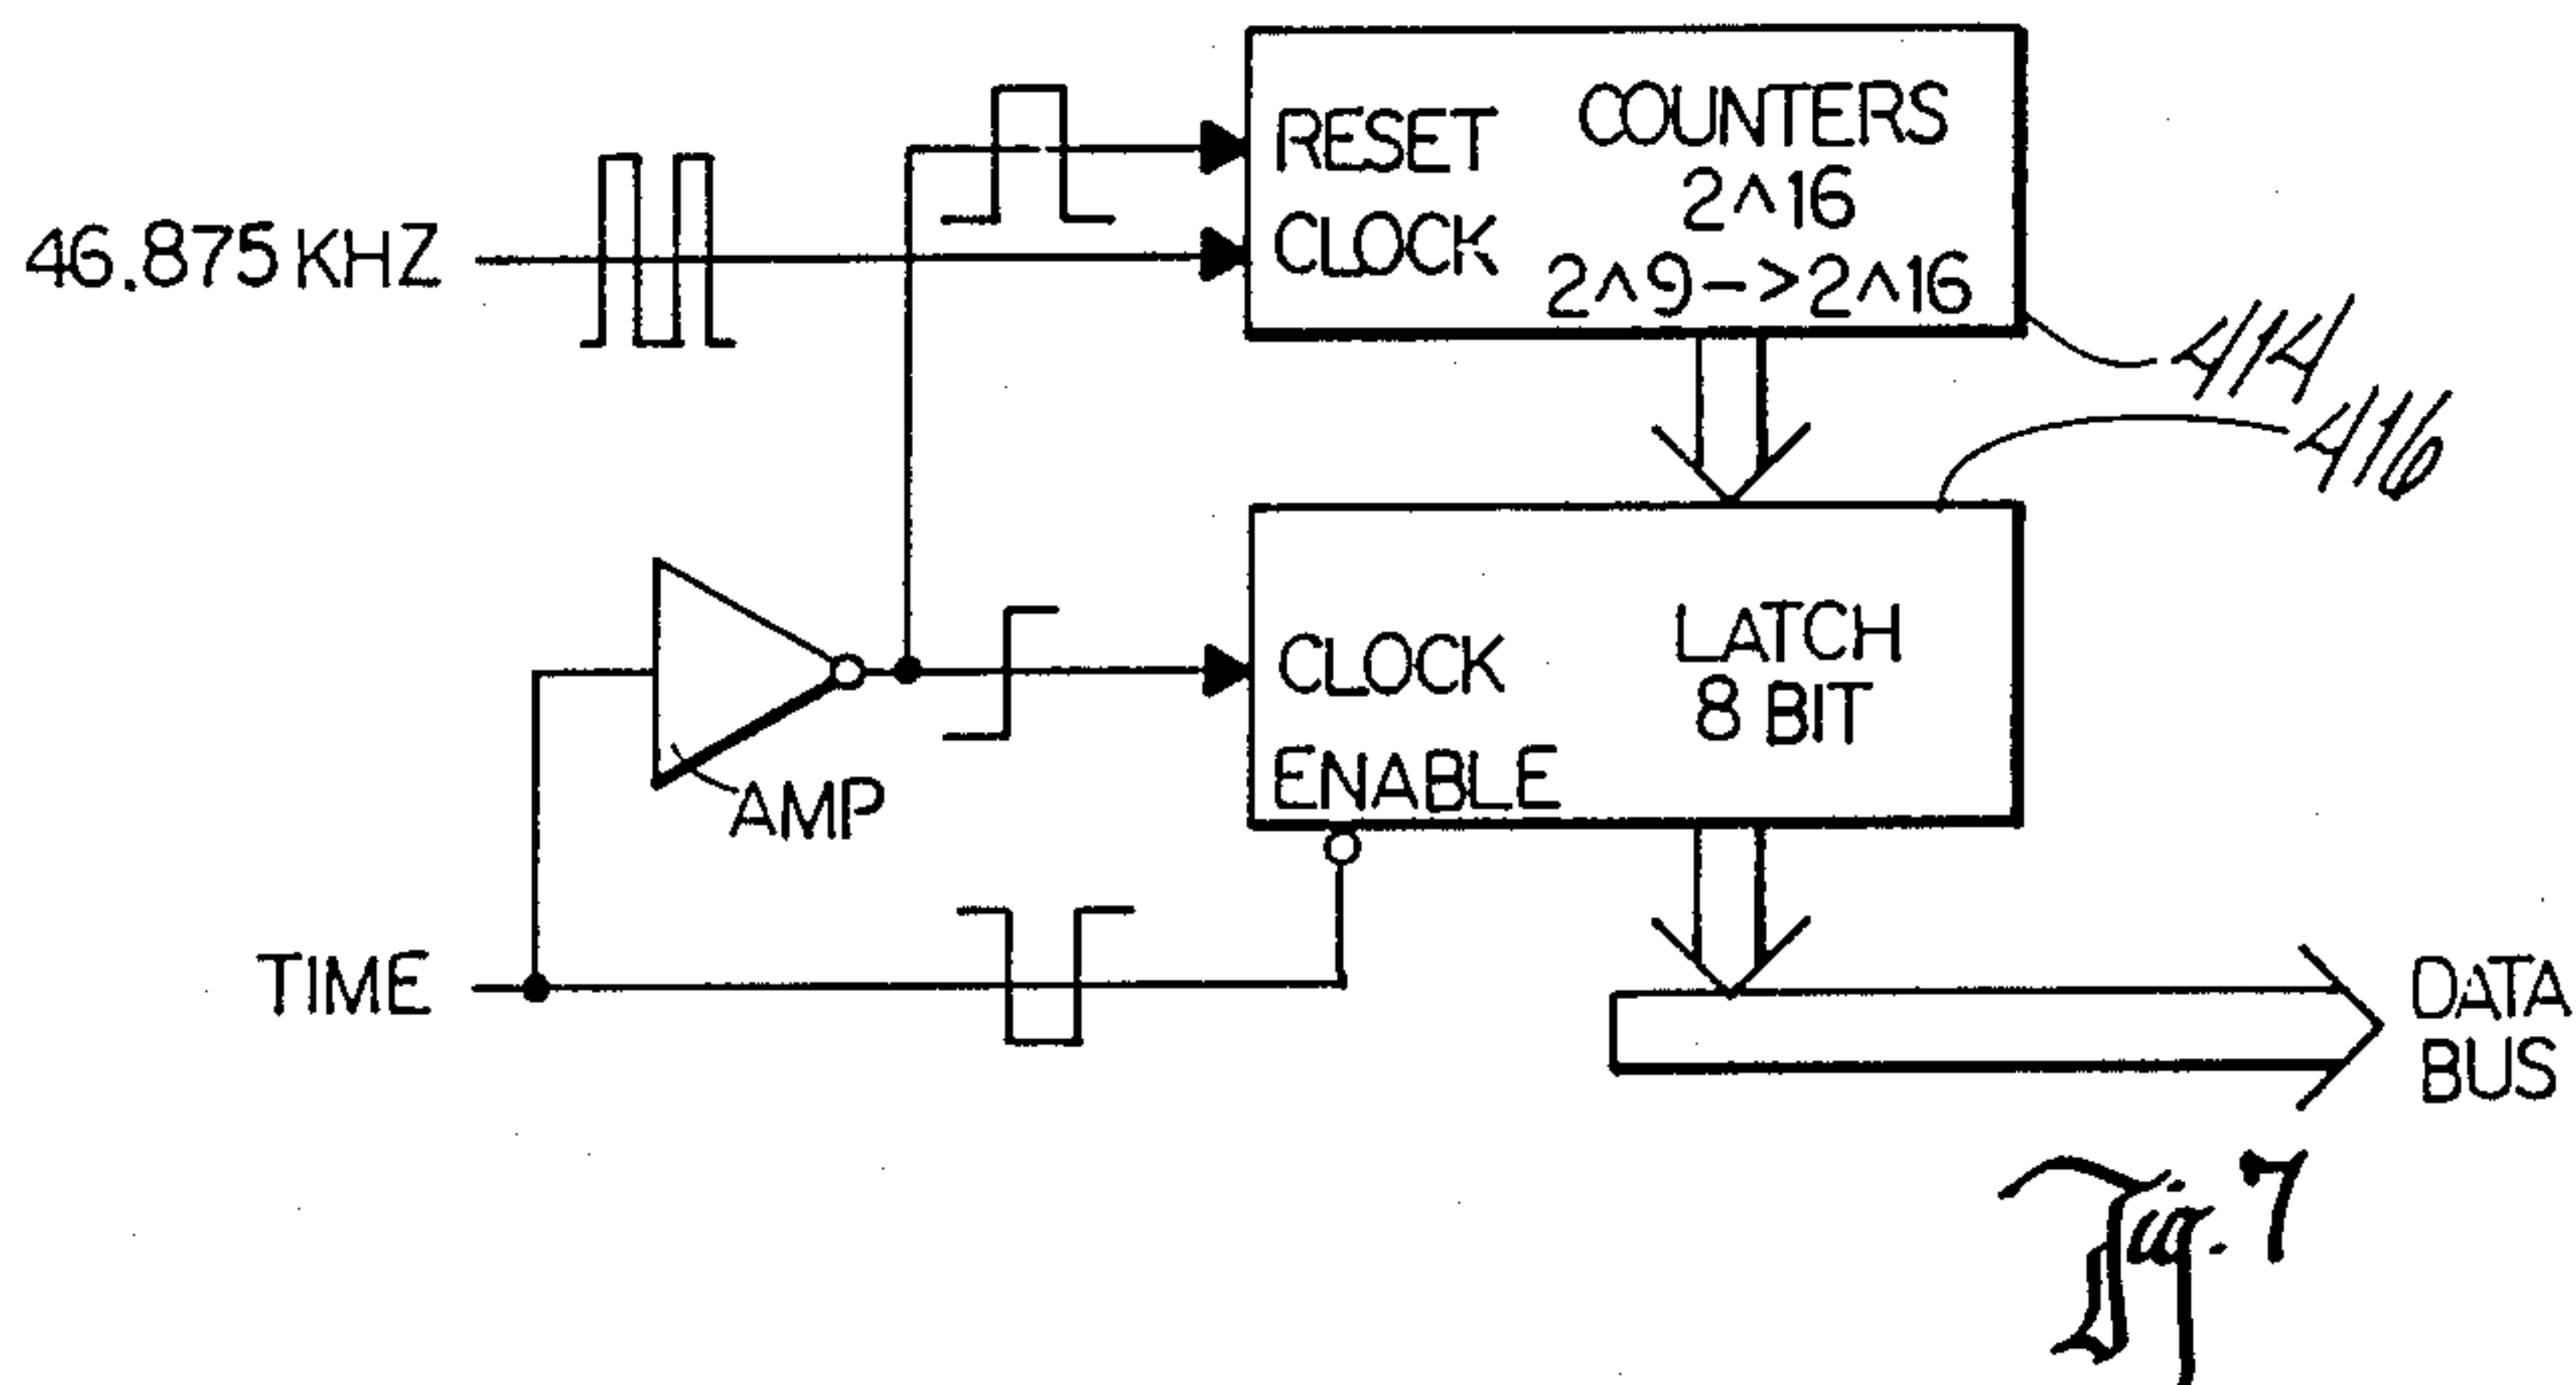 46.875 KHZ
RESET
CLOCK
COUNTERS
2^16
2^9->2^16
414
416
CLOCK
ENABLE
LATCH
8 BIT
AMP
TIME
DATA
BUS
Fig. 7